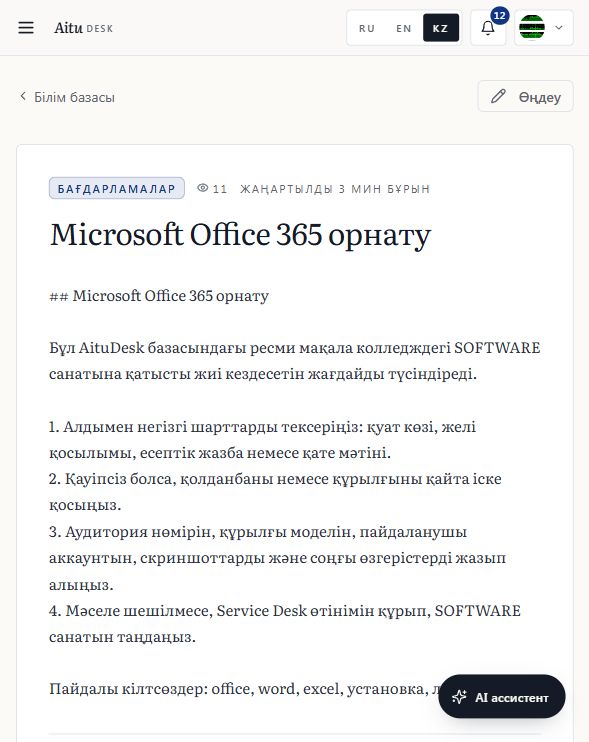 Aitu DESK
RU EN KZ
12
Білім базасы
Өңдеу
БАҒДАРЛАМАЛАР 11 ЖАҢАРТЫЛДЫ 3 МИН БҰРЫН
Microsoft Office 365 орнату
## Microsoft Office 365 орнату
Бұл AituDesk базасындағы ресми мақала колледждегі SOFTWARE
санатына қатысты жиі кездесетін жағдайды түсіндіреді.
1. Алдымен негізгі шарттарды тексеріңіз: қуат көзі, желі
қосылымы, есептік жазба немесе қате мәтіні.
2. Қауіпсіз болса, қолданбаны немесе құрылғыны қайта іске
қосыңыз.
3. Аудитория нөмірін, құрылғы моделін, пайдаланушы
аккаунтын, скриншоттарды және соңғы өзгерістерді жазып
алыңыз.
4. Мәселе шешілмесе, Service Desk өтінімін құрып, SOFTWARE
санатын таңдаңыз.
Пайдалы кілтсөздер: office, word, excel, установка,
AI ассистент